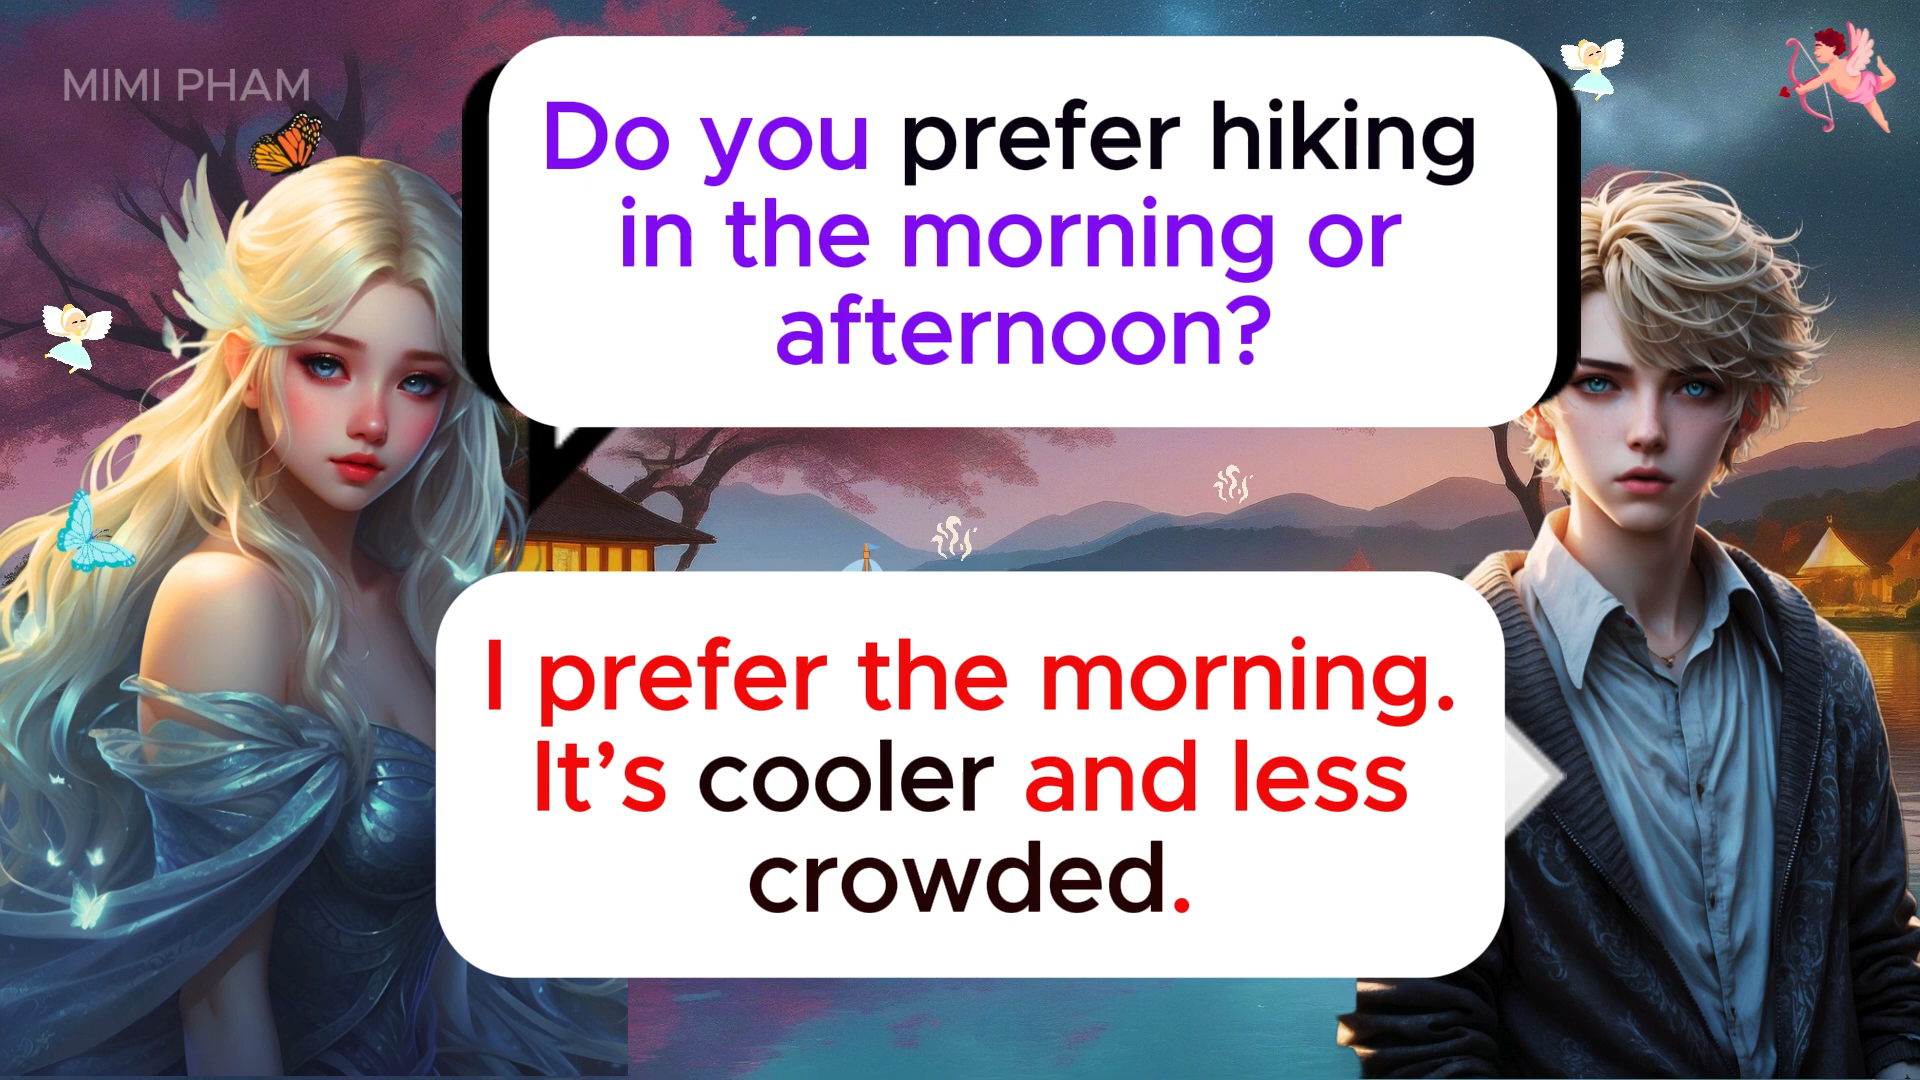 MIMI PHAM
Do you prefer hiking
in the morning or
afternoon?
I prefer the morning.
It’s cooler and less
crowded.